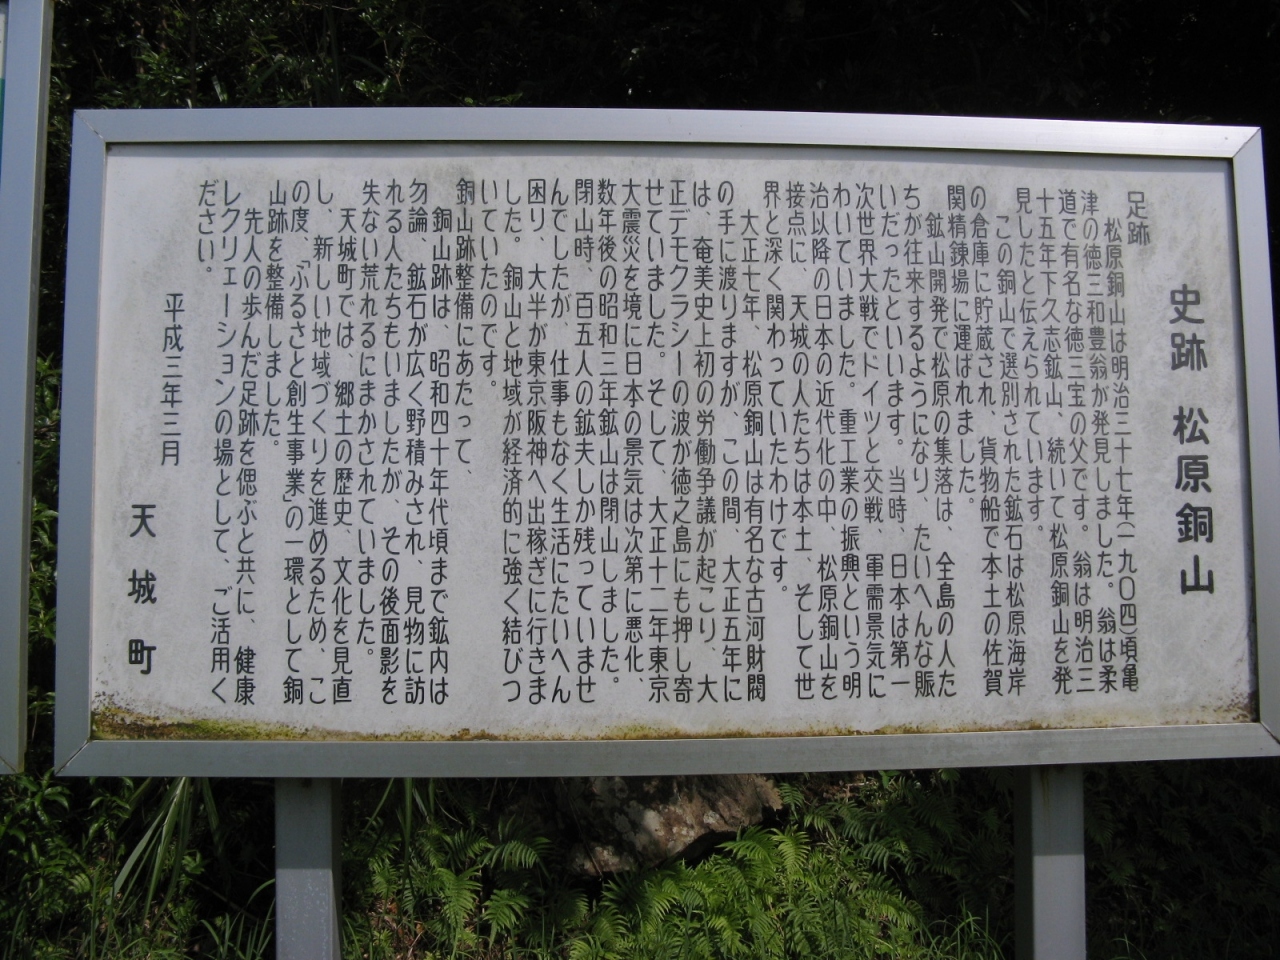 史跡 松原銅山
足跡
松原銅山は明治三十七年(一九〇四)頃亀
津の徳三和豊翁が発見しました。翁は柔
道で有名な徳三宝の父です。翁は明治三
十五年下久志鉱山、続いて松原銅山を発
見したと伝えられています。
この銅山で選別された鉱石は松原海岸
の倉庫に貯蔵され、貨物船で本土の佐賀
関精錬場に運ばれました。
鉱山開発で松原の集落は、全島の人た
ちが往来するようになり、たいへんな賑
いだったといいます。当時、日本は第一
次世界大戦でドイツと交戦、軍需景気に
わいていました。重工業の振興という明
治以降の日本の近代化の中、松原銅山を
接点に、天城の人たちは本土、そして世
界と深く関わっていたわけです。
大正七年、松原銅山は有名な古河財閥
の手に渡りますが、この間、大正五年に
は、奄美史上初の労働争議が起こり、大
正デモクラシーの波が徳之島にも押し寄
せていました。そして、大正十二年東京
大震災を境に日本の景気は次第に悪化、
数年後の昭和三年鉱山は閉山しました。
閉山時、百五人の鉱夫しか残っていませ
んでしたが、仕事もなく生活にたいへん
困り、大半が東京阪神へ出稼ぎに行きま
した。銅山と地域が経済的に強く結びつ
いていたのです。
銅山跡整備にあたって、
銅山跡は、昭和四十年代頃まで鉱内は
勿論、鉱石が広く野積みされ、見物に訪
れる人たちもいましたが、その後面影を
失ない荒れるにまかされていました。
天城町では、郷土の歴史、文化を見直
し、新しい地域づくりを進めるため、こ
の度、「ふるさと創生事業」の一環として銅
山跡を整備しました。
先人の歩んだ足跡を偲ぶと共に、健康
レクリェーションの場として、ご活用く
ださい。
平成三年三月
天城町